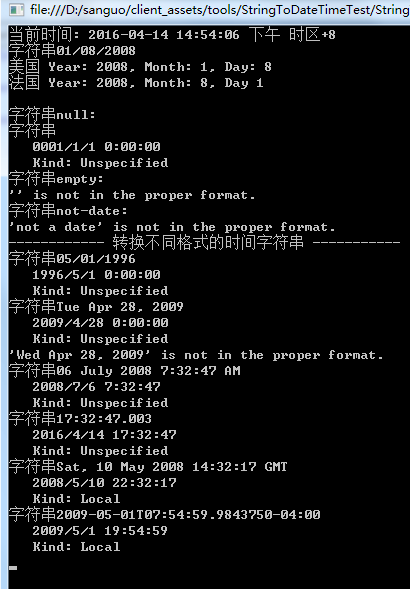 file:///D:/sanguo/client_assets/tools/StringToDateTimeTest/String
当前时间: 2016-04-14 14:54:06 下午 时区+8
字符串01/08/2008
美国 Year: 2008, Month: 1, Day: 8
法国 Year: 2008, Month: 8, Day 1
字符串null:
字符串
0001/1/1 0:00:00
Kind: Unspecified
字符串empty:
'' is not in the proper format.
字符串not-date:
'not a date' is not in the proper format.
------------ 转换不同格式的时间字符串 -----------
字符串05/01/1996
1996/5/1 0:00:00
Kind: Unspecified
字符串Tue Apr 28, 2009
2009/4/28 0:00:00
Kind: Unspecified
'Wed Apr 28, 2009' is not in the proper format.
字符串06 July 2008 7:32:47 AM
2008/7/6 7:32:47
Kind: Unspecified
字符串17:32:47.003
2016/4/14 17:32:47
Kind: Unspecified
字符串Sat, 10 May 2008 14:32:17 GMT
2008/5/10 22:32:17
Kind: Local
字符串2009-05-01T07:54:59.9843750-04:00
2009/5/1 19:54:59
Kind: Local